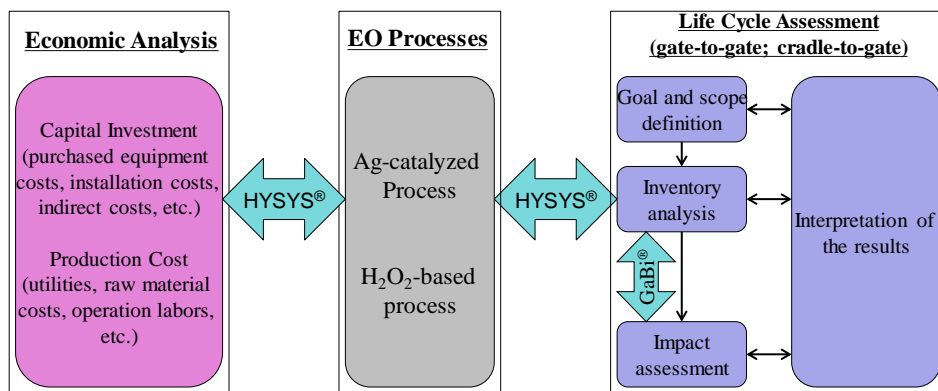 Economic Analysis
Capital Investment
(purchased equipment
costs, installation costs,
indirect costs, etc.)
Production Cost
(utilities, raw material
costs, operation labors,
etc.)
HYSYS®
EO Processes
Ag-catalyzed
Process
H₂O₂-based
process
HYSYS®
Life Cycle Assessment
(gate-to-gate; cradle-to-gate)
Goal and scope
definition
Inventory
analysis
GaBi®
Impact
assessment
Interpretation of
the results